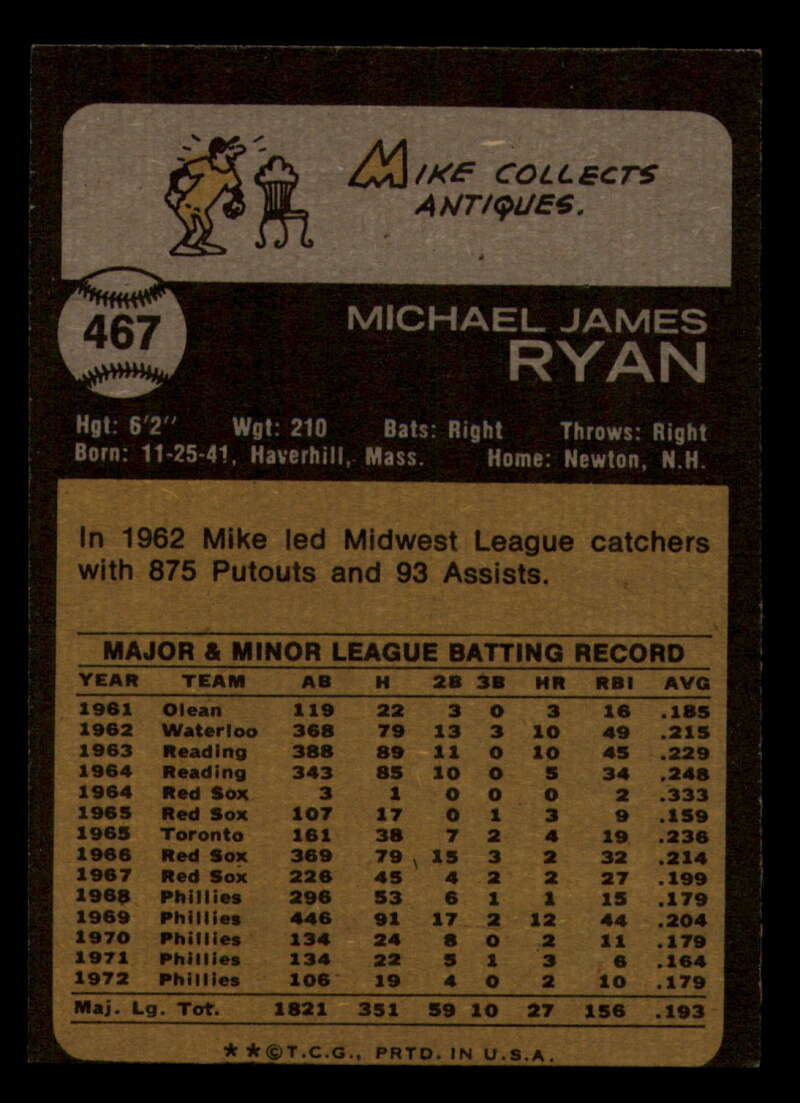 MIKE COLLECTS
ANTIQUES.
467
MICHAEL JAMES
RYAN
Hgt: 6'2" Wgt: 210 Bats: Right Throws: Right
Born: 11-25-41, Haverhill, Mass. Home: Newton, N.H.
In 1962 Mike led Midwest League catchers
with 875 Putouts and 93 Assists.
MAJOR & MINOR LEAGUE BATTING RECORD
YEAR TEAM AB H 2B 3B HR RBI AVG
1961 Olean 119 22 3 0 3 16 .185
1962 Waterloo 368 79 13 3 10 49 .215
1963 Reading 388 89 11 0 10 45 .229
1964 Reading 343 85 10 0 5 34 .248
1964 Red Sox 3 1 0 0 0 2 .333
1965 Red Sox 107 17 0 1 3 9 .159
1965 Toronto 161 38 7 2 4 19 .236
1966 Red Sox 369 79 15 3 2 32 .214
1967 Red Sox 226 45 4 2 2 27 .199
1968 Phillies 296 53 6 1 1 15 .179
1969 Phillies 446 91 17 2 12 44 .204
1970 Phillies 134 24 8 0 2 11 .179
1971 Phillies 134 22 5 1 3 6 .164
1972 Phillies 106 19 4 0 2 10 .179
Maj. Lg. Tot. 1821 351 59 10 27 156 .193
**©T.C.G., PRTD. IN U.S.A.